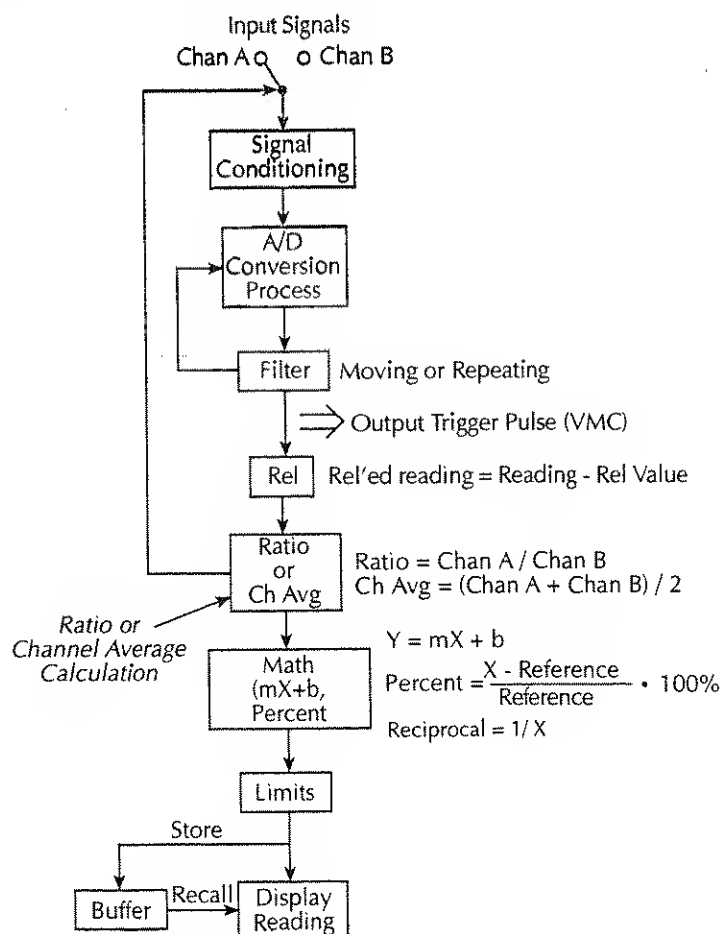 Input Signals
Chan A
Chan B
Signal
Conditioning
A/D
Conversion
Process
Filter
Moving or Repeating
Output Trigger Pulse (VMC)
Rel
Rel'ed reading = Reading - Rel Value
Ratio
or
Ch Avg
Ratio = Chan A / Chan B
Ch Avg = (Chan A + Chan B) / 2
Ratio or
Channel Average
Calculation
Math
(mX+b,
Percent
Y = mX + b
Percent = X - Reference
Reference
• 100%
Reciprocal = 1/X
Limits
Store
Buffer
Recall
Display
Reading